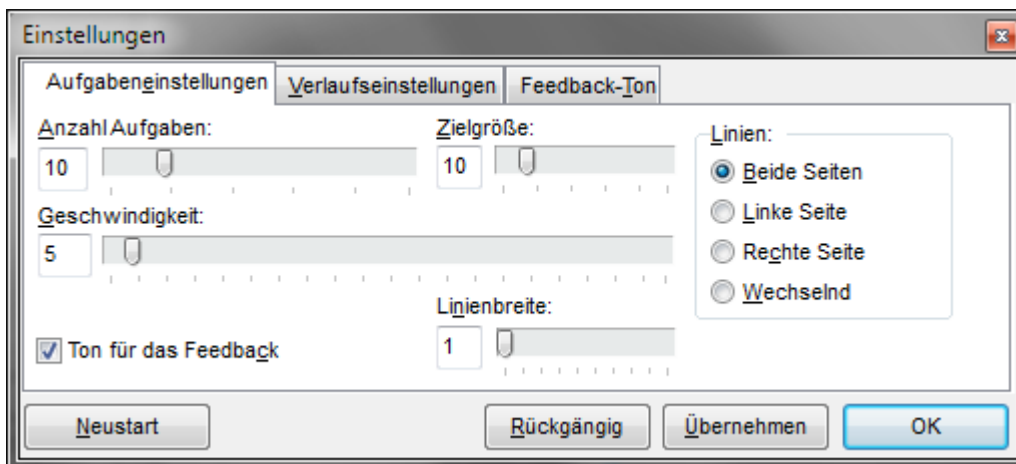 Einstellungen
Aufgabeneinstellungen Verlaufseinstellungen Feedback-Ton
Anzahl Aufgaben: Zielgröße: Linien:
10 10 Beide Seiten
Geschwindigkeit: Linke Seite
5 Rechte Seite
Wechselnd
Linienbreite:
Ton für das Feedback 1
Neustart Rückgängig Übernehmen OK